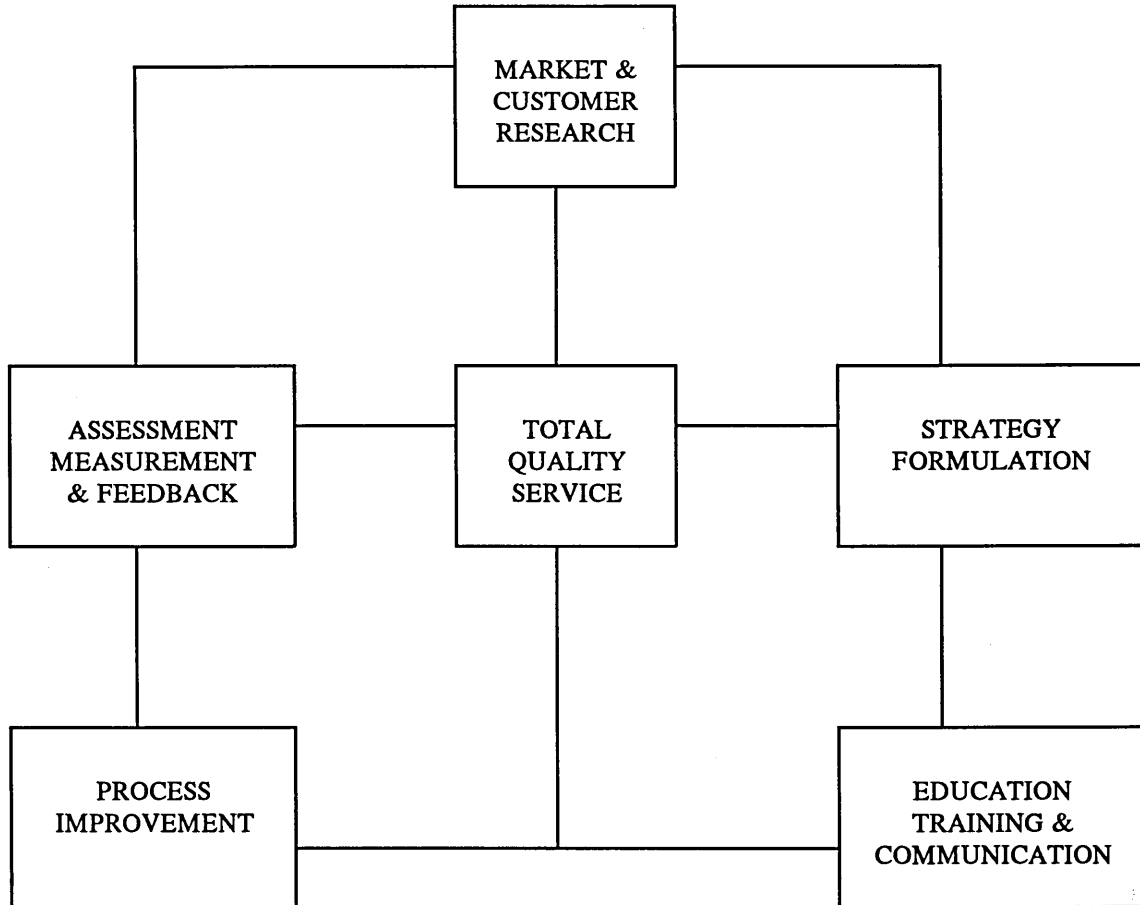 MARKET &
CUSTOMER
RESEARCH
ASSESSMENT
MEASUREMENT
& FEEDBACK
TOTAL
QUALITY
SERVICE
STRATEGY
FORMULATION
PROCESS
IMPROVEMENT
EDUCATION
TRAINING &
COMMUNICATION